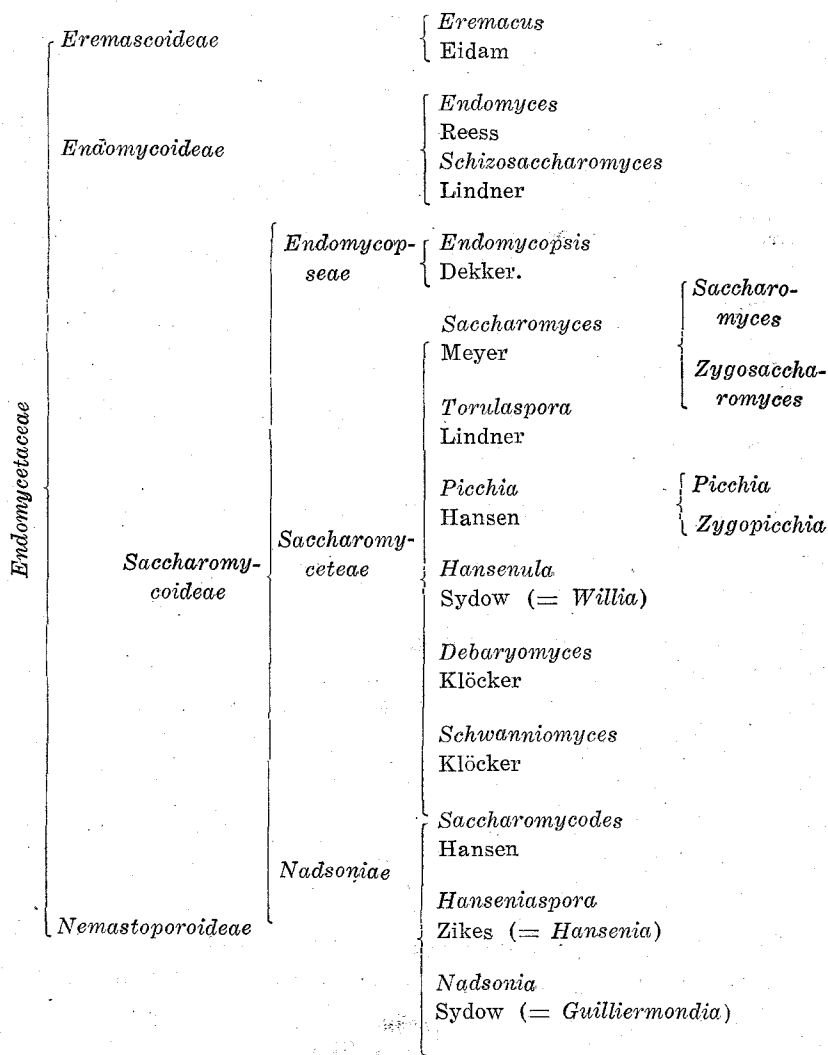 Endomycetaceae
Eremascoideae
Eremacus
Eidam
Endomycoideae
Endomyces
Reess
Schizosaccharomyces
Lindner
Saccharomy-
coideae
Endomycop-
seae
Endomycopsis
Dekker.
Saccharomy-
ceteae
Saccharomyces
Meyer
Saccharo-
myces
Zygosaccha-
romyces
Torulaspora
Lindner
Picchia
Hansen
Picchia
Zygopicchia
Hansenula
Sydow (= Willia)
Debaryomyces
Klöcker
Schwanniomyces
Klöcker
Nadsoniae
Saccharomycodes
Hansen
Hanseniaspora
Zikes (= Hansenia)
Nadsonia
Sydow (= Guilliermondia)
Nemastoporoideae